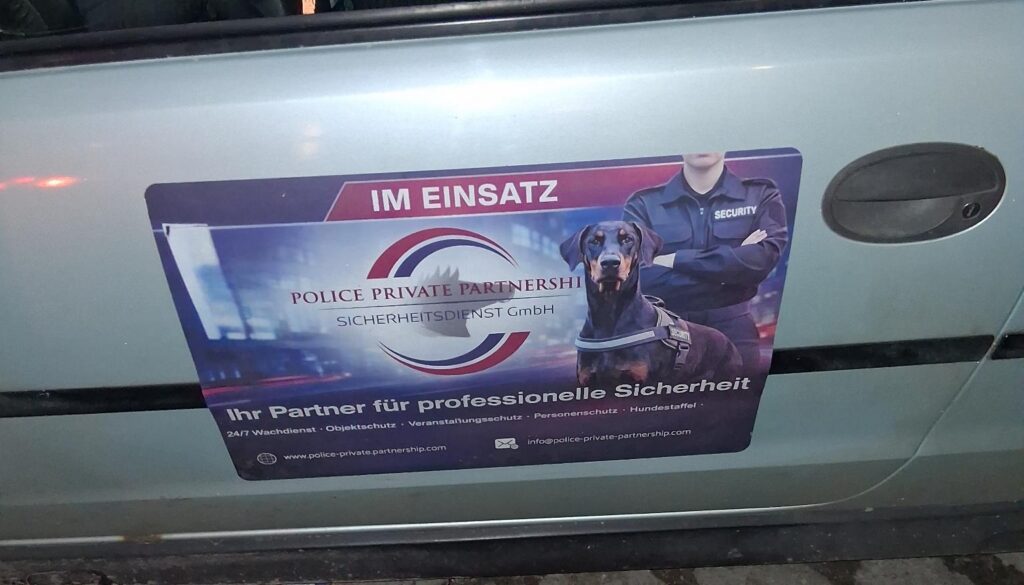 IM EINSATZ
SECURITY
POLICE PRIVATE PARTNERSHI
SICHERHEITSDIENST GmbH
Ihr Partner für professionelle Sicherheit
24/7 Wachdienst · Objektschutz · Veranstaltungsschutz · Personenschutz · Hundestaffel ·
www.police-private.partnership.com
info@police-private-partnership.com